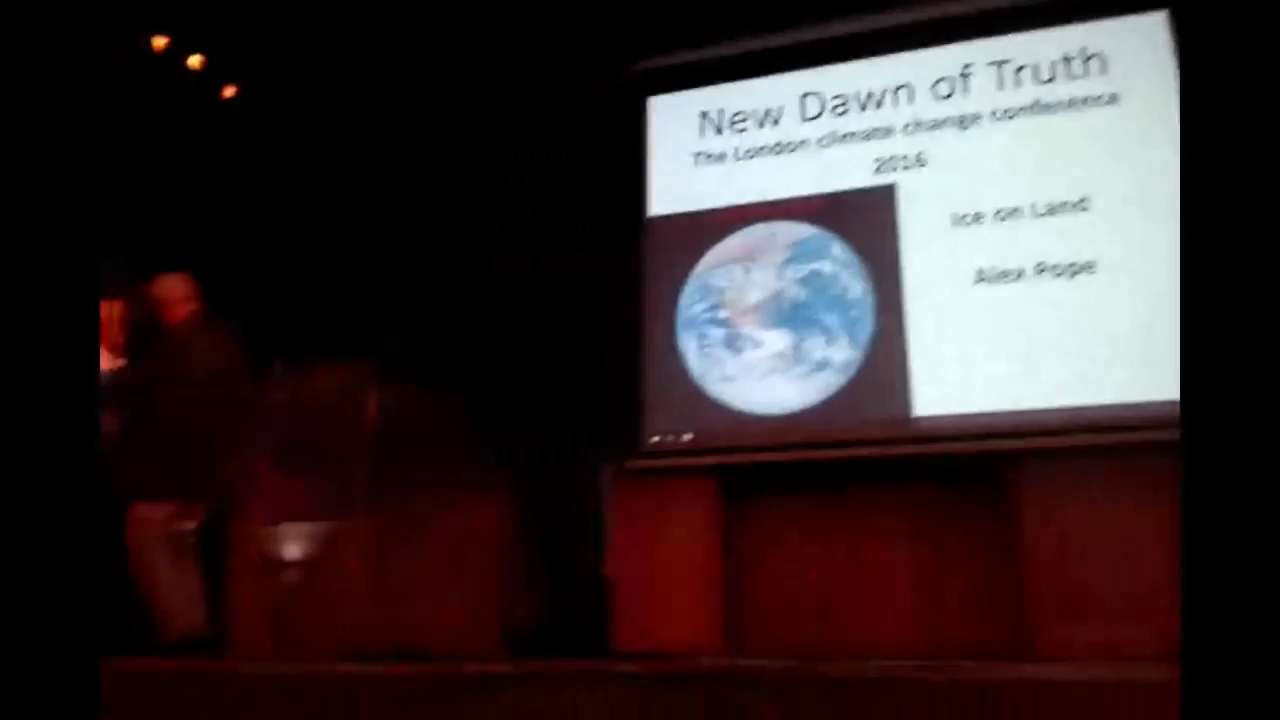 New Dawn of Truth
The London climate change conference
2016
Ice on Land
Alex Pope